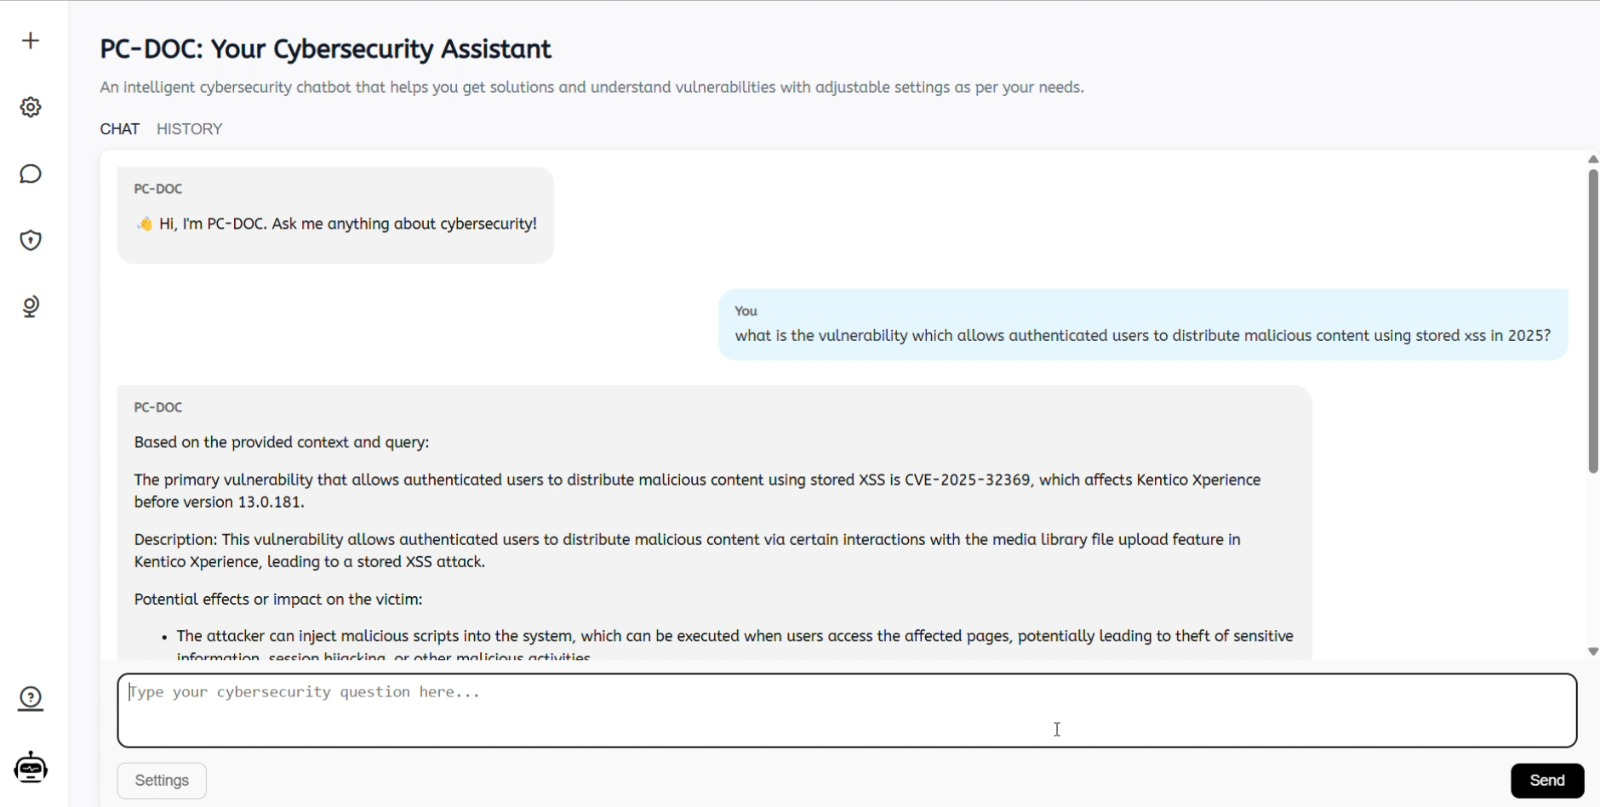 PC-DOC: Your Cybersecurity Assistant
An intelligent cybersecurity chatbot that helps you get solutions and understand vulnerabilities with adjustable settings as per your needs.
CHAT HISTORY
PC-DOC
👋 Hi, I'm PC-DOC. Ask me anything about cybersecurity!
You
what is the vulnerability which allows authenticated users to distribute malicious content using stored xss in 2025?
PC-DOC
Based on the provided context and query:
The primary vulnerability that allows authenticated users to distribute malicious content using stored XSS is CVE-2025-32369, which affects Kentico Xperience
before version 13.0.181.
Description: This vulnerability allows authenticated users to distribute malicious content via certain interactions with the media library file upload feature in
Kentico Xperience, leading to a stored XSS attack.
Potential effects or impact on the victim:
• The attacker can inject malicious scripts into the system, which can be executed when users access the affected pages, potentially leading to theft of sensitive
information, session hijacking, or other malicious activities.
Type your cybersecurity question here...
Settings
Send